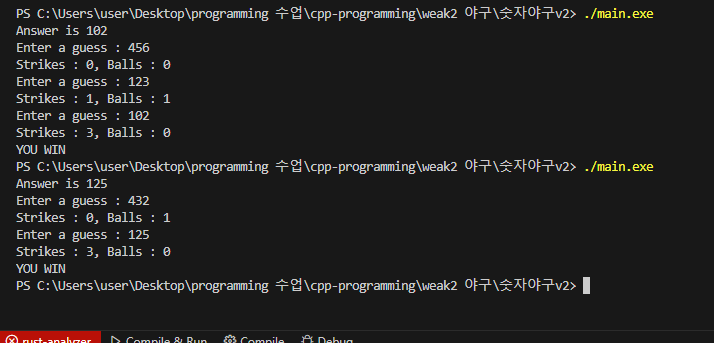 PS C:\Users\user\Desktop\programming 수업\cpp-programming\weak2 야구\숫자야구v2> ./main.exe
Answer is 102
Enter a guess : 456
Strikes : 0, Balls : 0
Enter a guess : 123
Strikes : 1, Balls : 1
Enter a guess : 102
Strikes : 3, Balls : 0
YOU WIN
PS C:\Users\user\Desktop\programming 수업\cpp-programming\weak2 야구\숫자야구v2> ./main.exe
Answer is 125
Enter a guess : 432
Strikes : 0, Balls : 1
Enter a guess : 125
Strikes : 3, Balls : 0
YOU WIN
PS C:\Users\user\Desktop\programming 수업\cpp-programming\weak2 야구\숫자야구v2>
rust-analyzer Compile & Run Compile Debug